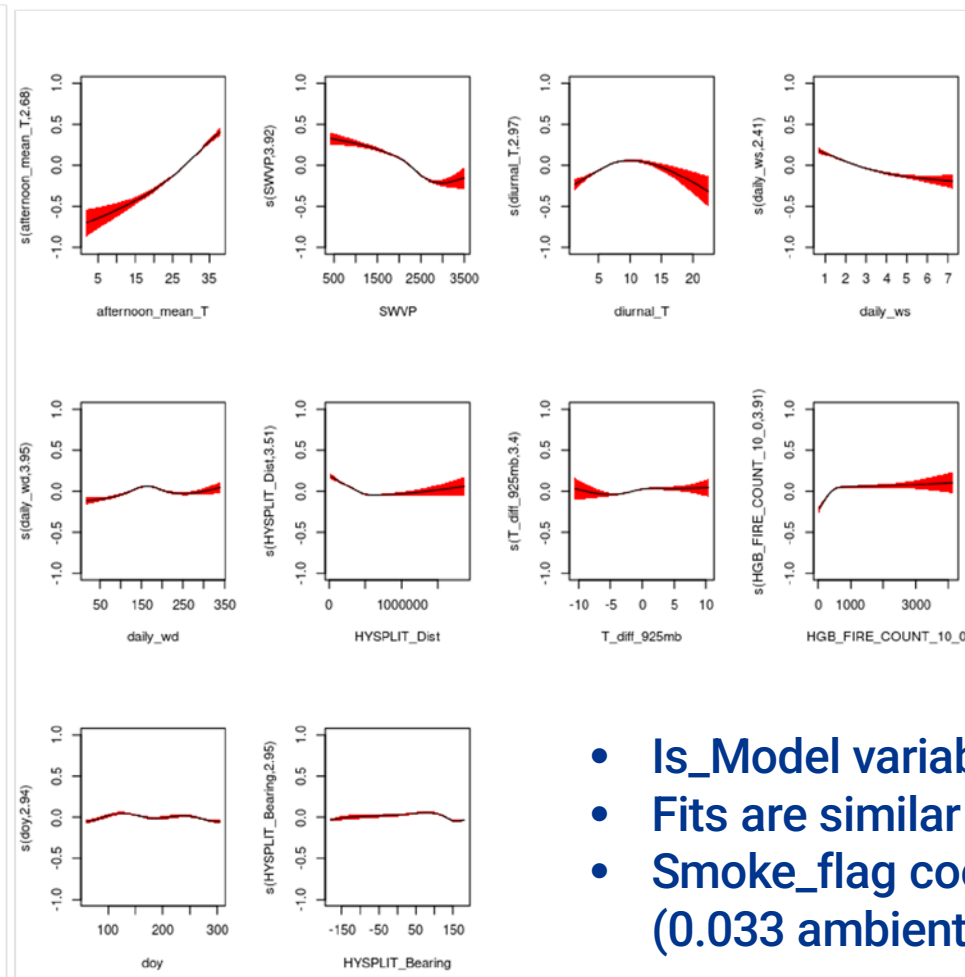 s(afternoon_mean_T,2.68)
1.0
0.5
0.0
-0.5
-1.0
5 15 25 35
afternoon_mean_T
s(SWVP,3.92)
1.0
0.5
0.0
-0.5
-1.0
500 1500 2500 3500
SWVP
s(diurnal_T,2.97)
1.0
0.5
0.0
-0.5
-1.0
5 10 15 20
diurnal_T
s(daily_ws,2.41)
1.0
0.5
0.0
-0.5
-1.0
1 2 3 4 5 6 7
daily_ws
s(daily_wd,3.95)
1.0
0.5
0.0
-0.5
-1.0
50 150 250 350
daily_wd
s(HYSPLIT_Dist,3.51)
1.0
0.5
0.0
-0.5
-1.0
0 1000000
HYSPLIT_Dist
s(T_diff_925mb,3.4)
1.0
0.5
0.0
-0.5
-1.0
-10 -5 0 5 10
T_diff_925mb
s(HGB_FIRE_COUNT_10_0,3.91)
1.0
0.5
0.0
-0.5
-1.0
0 1000 3000
HGB_FIRE_COUNT_10_0
s(doy,2.94)
1.0
0.5
0.0
-0.5
-1.0
100 200 300
doy
s(HYSPLIT_Bearing,2.95)
1.0
0.5
0.0
-0.5
-1.0
-150 -50 50 150
HYSPLIT_Bearing
• Is_Model variab
• Fits are similar
• Smoke_flag coe
(0.033 ambient